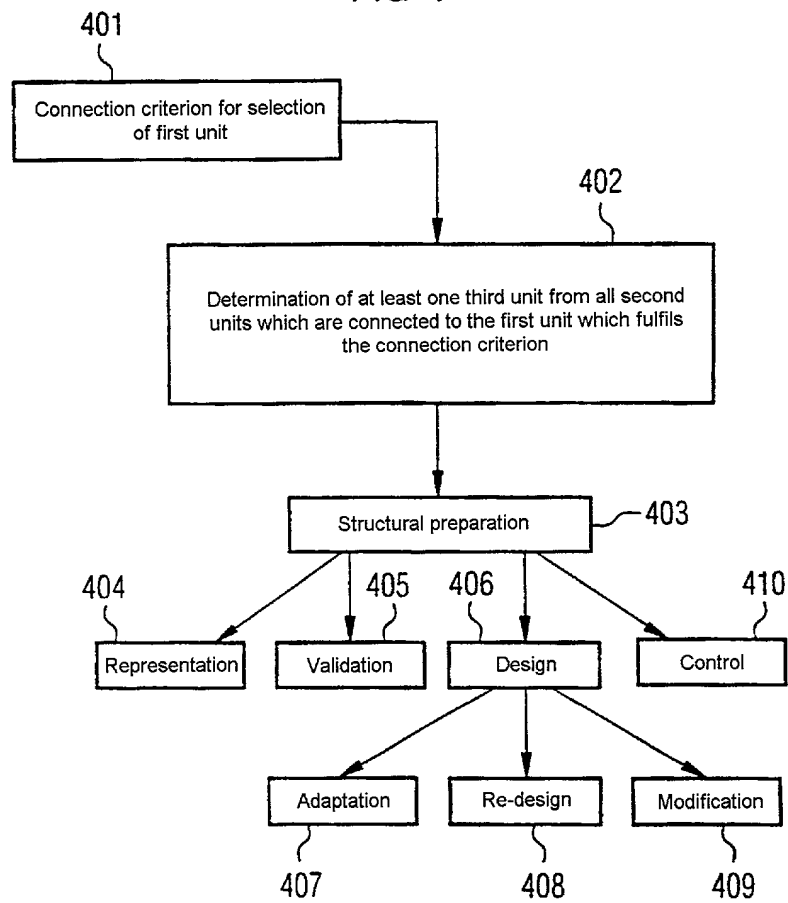 401
Connection criterion for selection
of first unit
402
Determination of at least one third unit from all second
units which are connected to the first unit which fulfils
the connection criterion
Structural preparation
403
404
405
406
410
Representation
Validation
Design
Control
Adaptation
Re-design
Modification
407
408
409